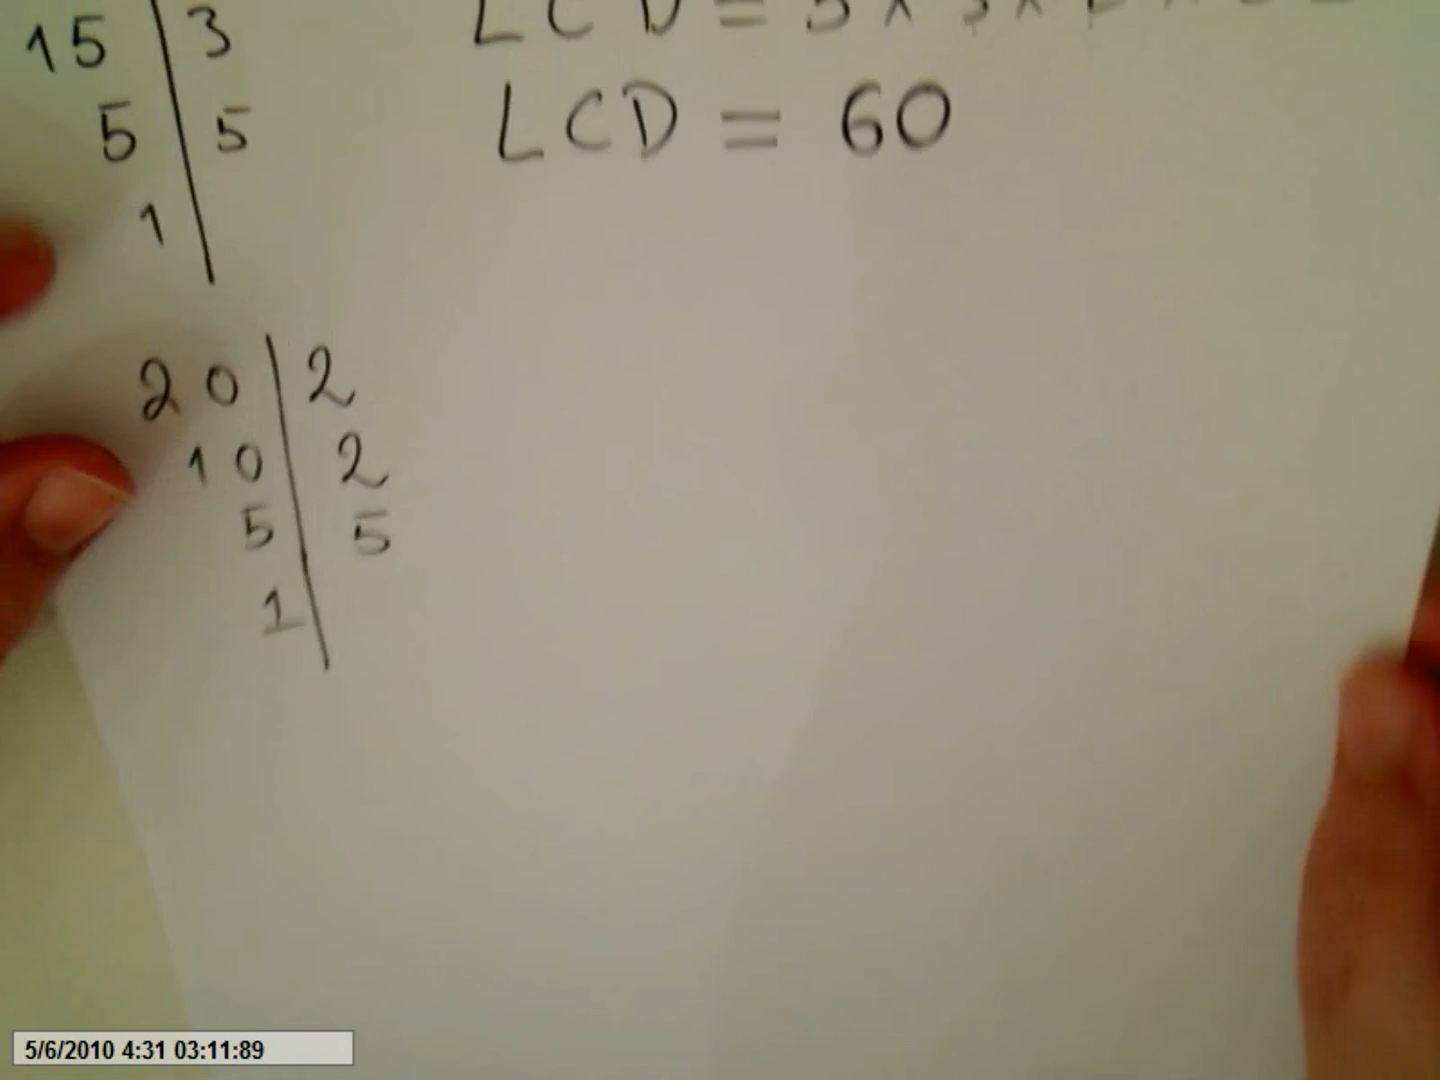 15 | 3
5 | 5
1 |
LCD =
LCD = 60
20 | 2
10 | 2
5 | 5
1 |
5/6/2010 4:31 03:11:89